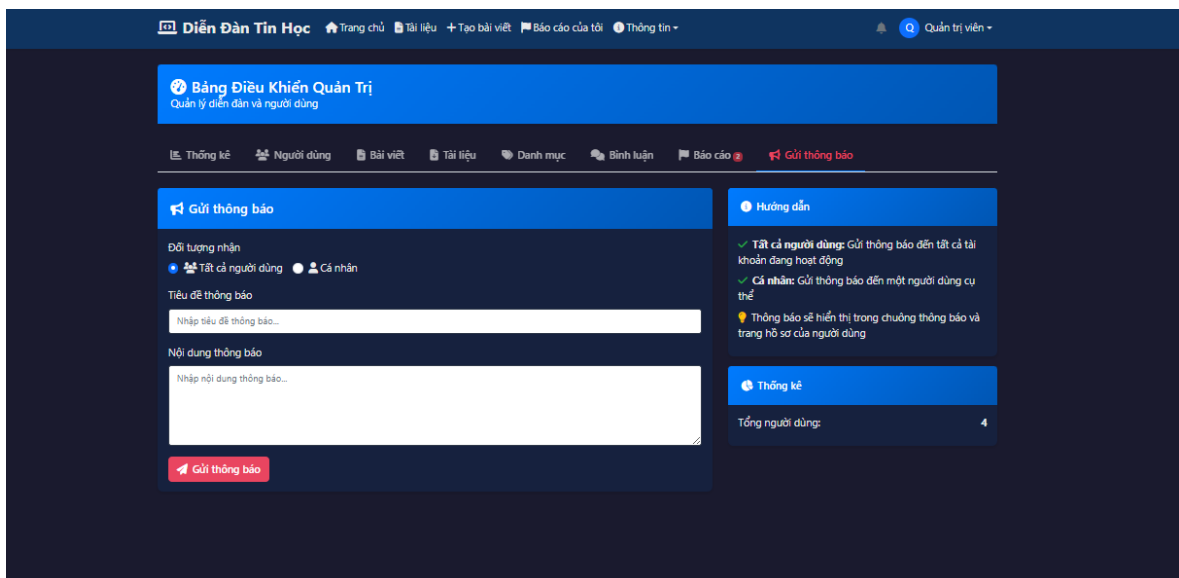 Diễn Đàn Tin Học Trang chủ Tài liệu + Tạo bài viết Báo cáo của tôi Thông tin Q Quản trị viên
Bảng Điều Khiển Quản Trị
Quản lý diễn đàn và người dùng
Thống kê Người dùng Bài viết Tài liệu Danh mục Bình luận Báo cáo 2 Gửi thông báo
Gửi thông báo
Đối tượng nhận
Tất cả người dùng Cá nhân
Tiêu đề thông báo
Nhập tiêu đề thông báo...
Nội dung thông báo
Nhập nội dung thông báo...
Gửi thông báo
Hướng dẫn
Tất cả người dùng: Gửi thông báo đến tất cả tài
khoản đang hoạt động
Cá nhân: Gửi thông báo đến một người dùng cụ
thể
Thông báo sẽ hiển thị trong chuông thông báo và
trang hồ sơ của người dùng
Thống kê
Tổng người dùng: 4